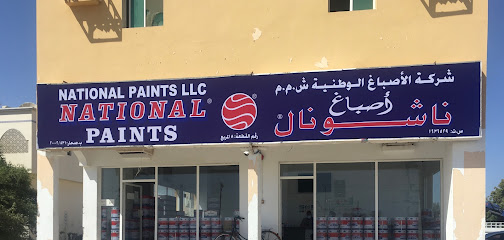 NATIONAL PAINTS LLC
NATIONAL®
PAINTS
شركة الأصباغ الوطنية ش.م.م
أصباغ
ناشونال